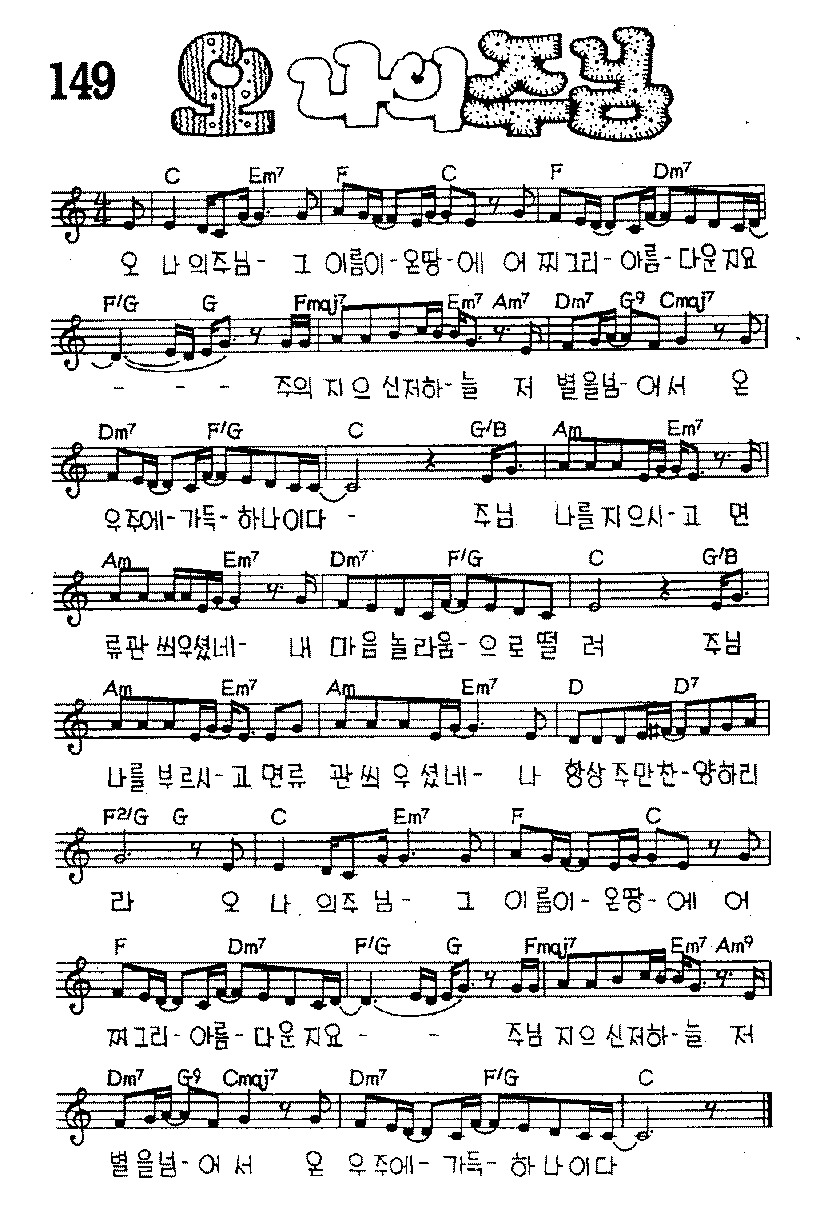 149
오 나의 주님
C Em7 F C F Dm7
오 나 의주님- 그 이름이-온땅-에 어 찌그리-아름-다운지요
F/G G Fmaj7 Em7 Am7 Dm7 G9 Cmaj7
- - - 주의 지으 신저하-늘 저 별을넘-어서 온
Dm7 F/G C G/B Am Em7
우주에-가득-하나이다 - 주님 나를지으시-고 면
Am Em7 Dm7 F/G C G/B
류관 씌우셨네- 내 마음놀라움-으로떨 려 주님
Am Em7 Am Em7 D D7
나를 부르시-고 면류 관씌 우셨네- 나 항상주만찬-양하리
F2/G G C Em7 F C
라 오 나 의주 님- 그 이름이-온땅-에 어
F Dm7 F/G G Fmaj7 Em7 Am9
찌그리-아름-다운지요 - - 주님 지으신저하-늘 저
Dm7 G9 Cmaj7 Dm7 F/G C
별을넘-어 서 온 우주에-가득-하나이다